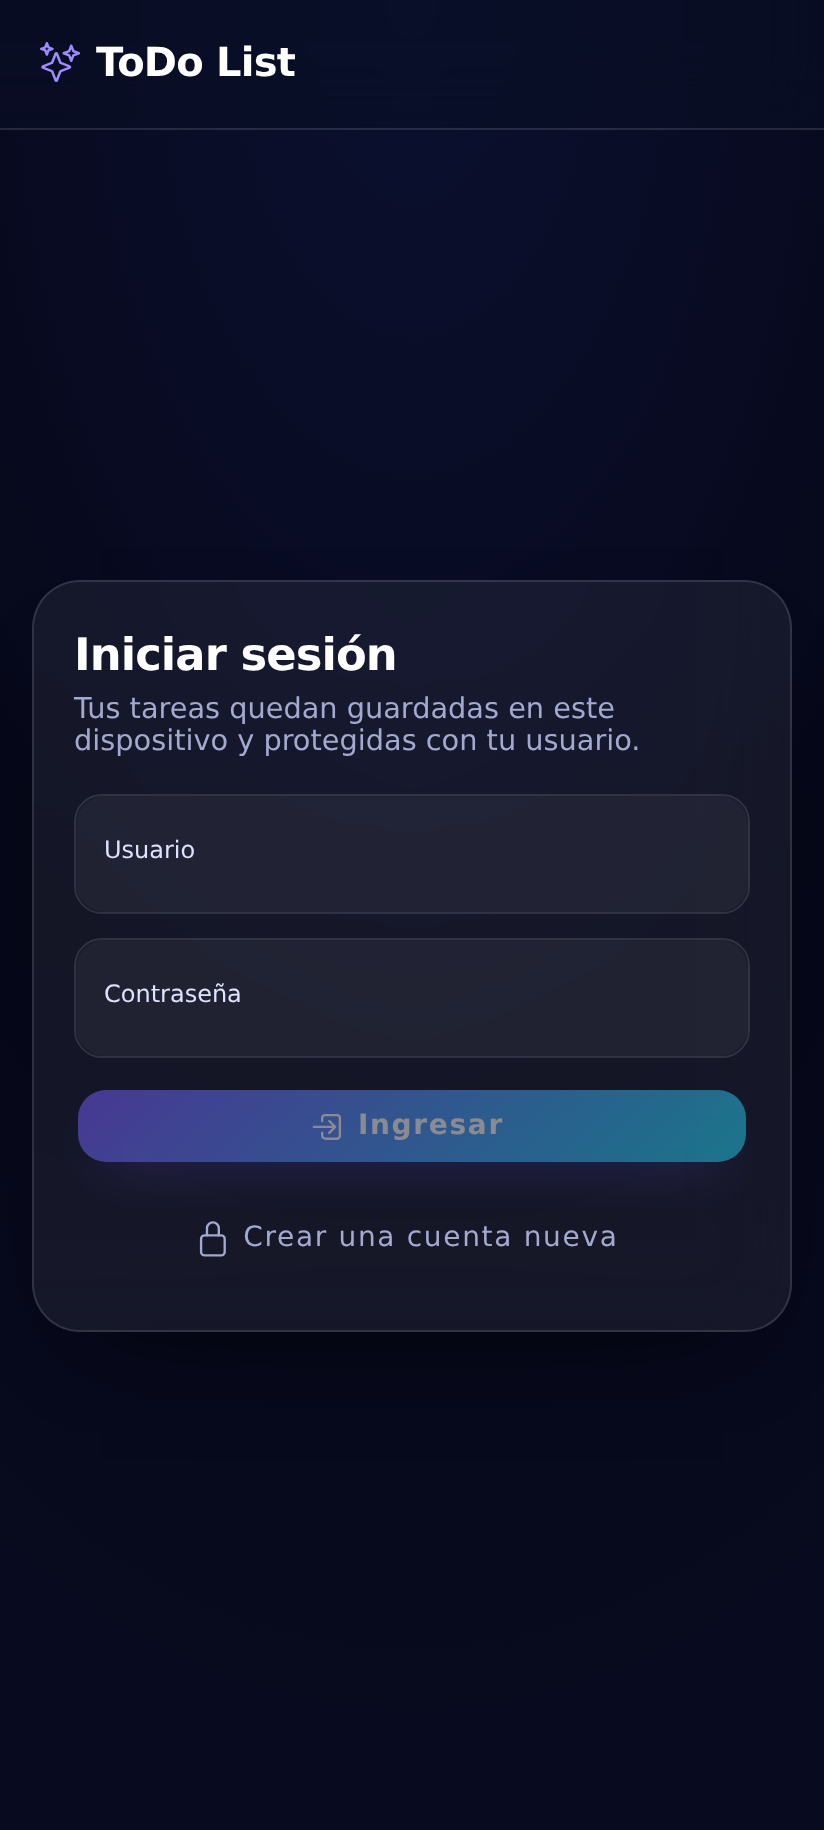 ToDo List
Iniciar sesión
Tus tareas quedan guardadas en este
dispositivo y protegidas con tu usuario.
Usuario
Contraseña
Ingresar
Crear una cuenta nueva